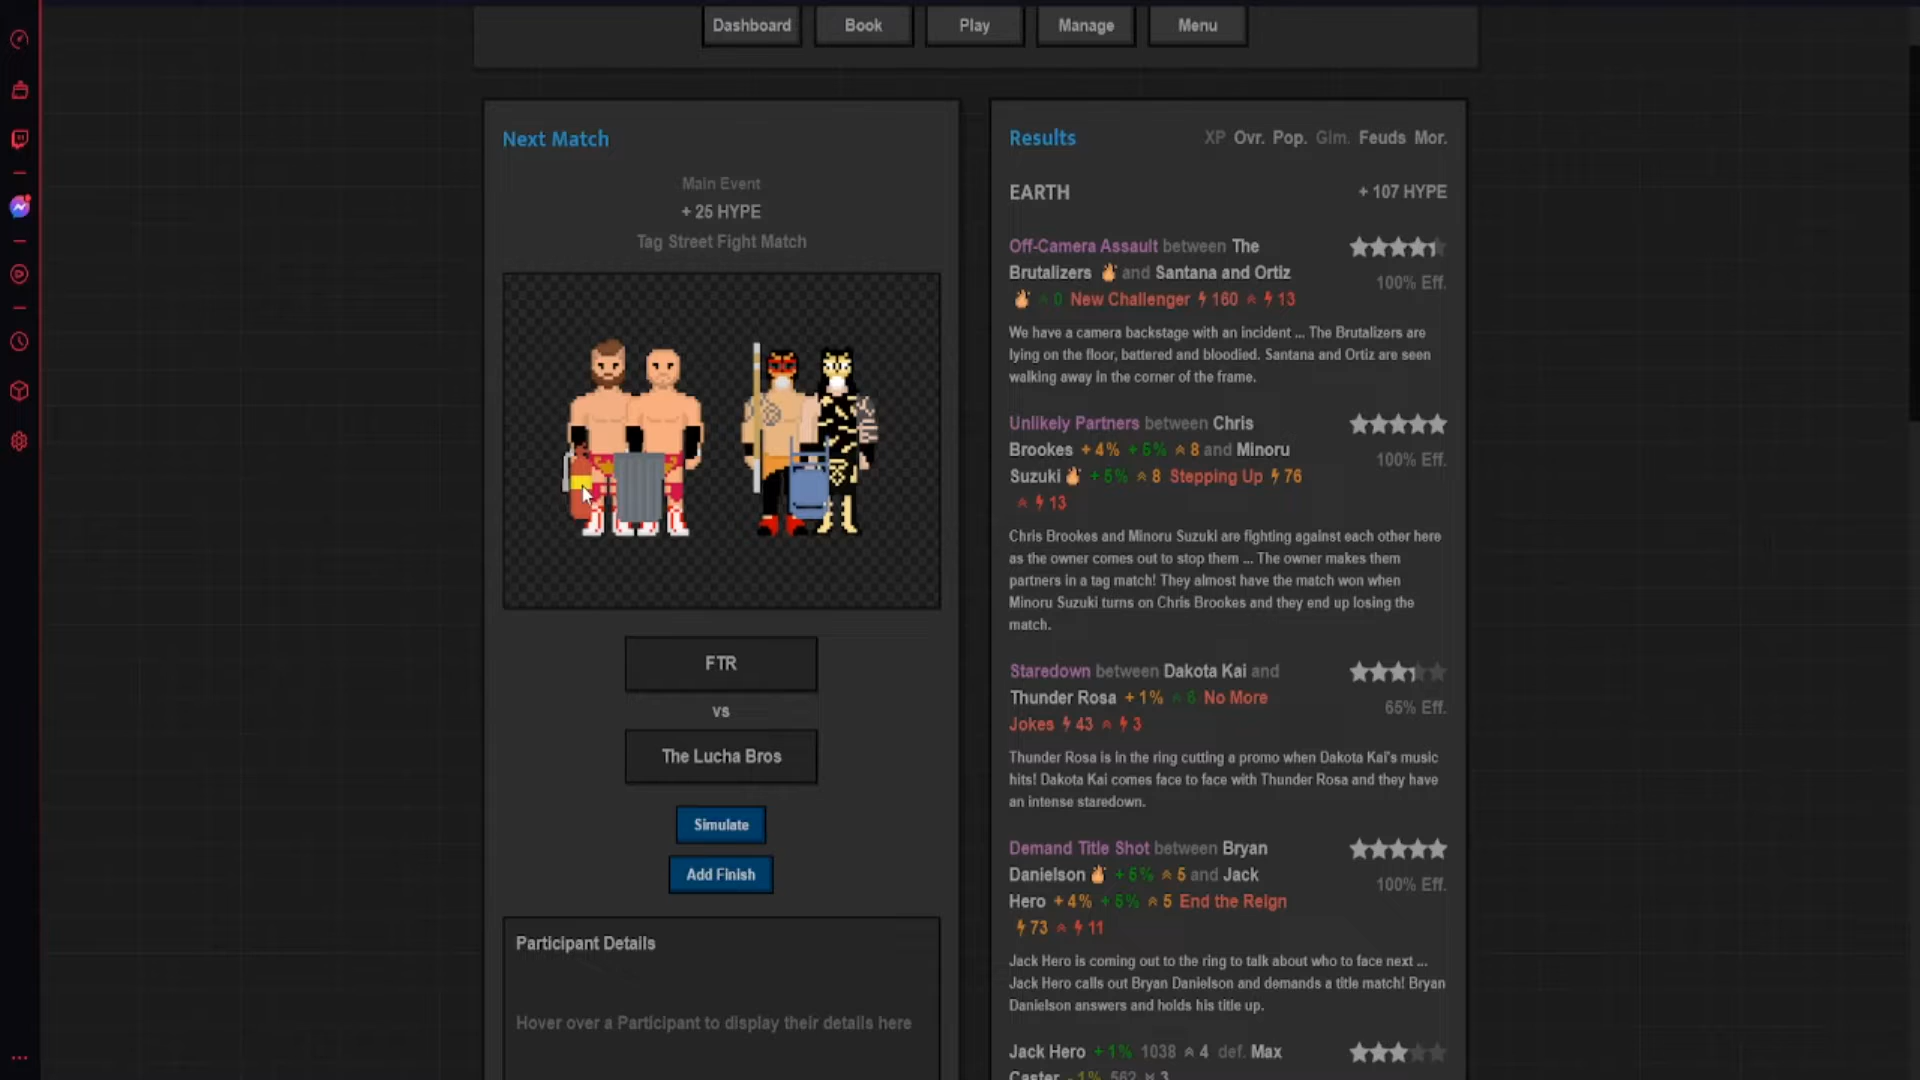 Dashboard Book Play Manage Menu
Next Match
Main Event
+ 25 HYPE
Tag Street Fight Match
FTR
vs
The Lucha Bros
Simulate
Add Finish
Participant Details
Hover over a Participant to display their details here
Results XP Ovr. Pop. Gim. Feuds Mor.
EARTH + 107 HYPE
Off-Camera Assault between The
Brutalizers and Santana and Ortiz
100% Eff.
0 New Challenger 160 13
We have a camera backstage with an incident ... The Brutalizers are
lying on the floor, battered and bloodied. Santana and Ortiz are seen
walking away in the corner of the frame.
Unlikely Partners between Chris
Brookes + 4% + 5% 8 and Minoru
100% Eff.
Suzuki + 5% 8 Stepping Up 76
13
Chris Brookes and Minoru Suzuki are fighting against each other here
as the owner comes out to stop them ... The owner makes them
partners in a tag match! They almost have the match won when
Minoru Suzuki turns on Chris Brookes and they end up losing the
match.
Staredown between Dakota Kai and
Thunder Rosa + 1% 6 No More
65% Eff.
Jokes 43 3
Thunder Rosa is in the ring cutting a promo when Dakota Kai's music
hits! Dakota Kai comes face to face with Thunder Rosa and they have
an intense staredown.
Demand Title Shot between Bryan
Danielson + 5% 5 and Jack
100% Eff.
Hero + 4% + 5% 5 End the Reign
73 11
Jack Hero is coming out to the ring to talk about who to face next ...
Jack Hero calls out Bryan Danielson and demands a title match! Bryan
Danielson answers and holds his title up.
Jack Hero + 1% 1038 4 def. Max
Caster - 1% 562 3